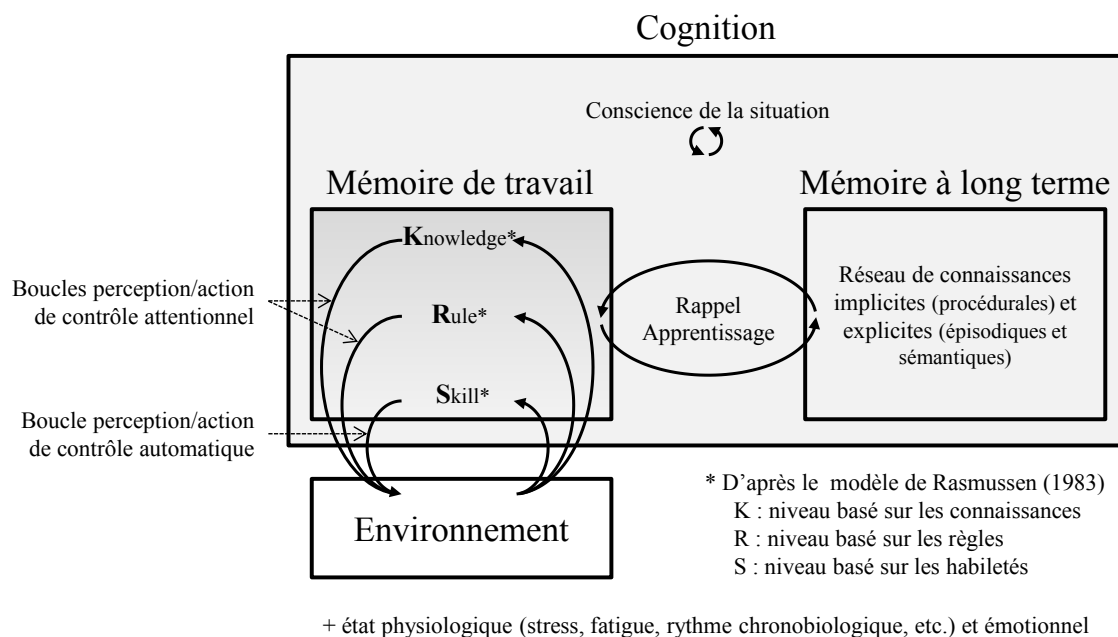 Cognition
Conscience de la situation
Mémoire de travail
Mémoire à long terme
Knowledge*
Rule*
Skill*
Boucles perception/action
de contrôle attentionnel
Boucle perception/action
de contrôle automatique
Rappel
Apprentissage
Réseau de connaissances
implicites (procédurales) et
explicites (épisodiques et
sémantiques)
Environnement
* D'après le modèle de Rasmussen (1983)
K : niveau basé sur les connaissances
R : niveau basé sur les règles
S : niveau basé sur les habiletés
+ état physiologique (stress, fatigue, rythme chronobiologique, etc.) et émotionnel